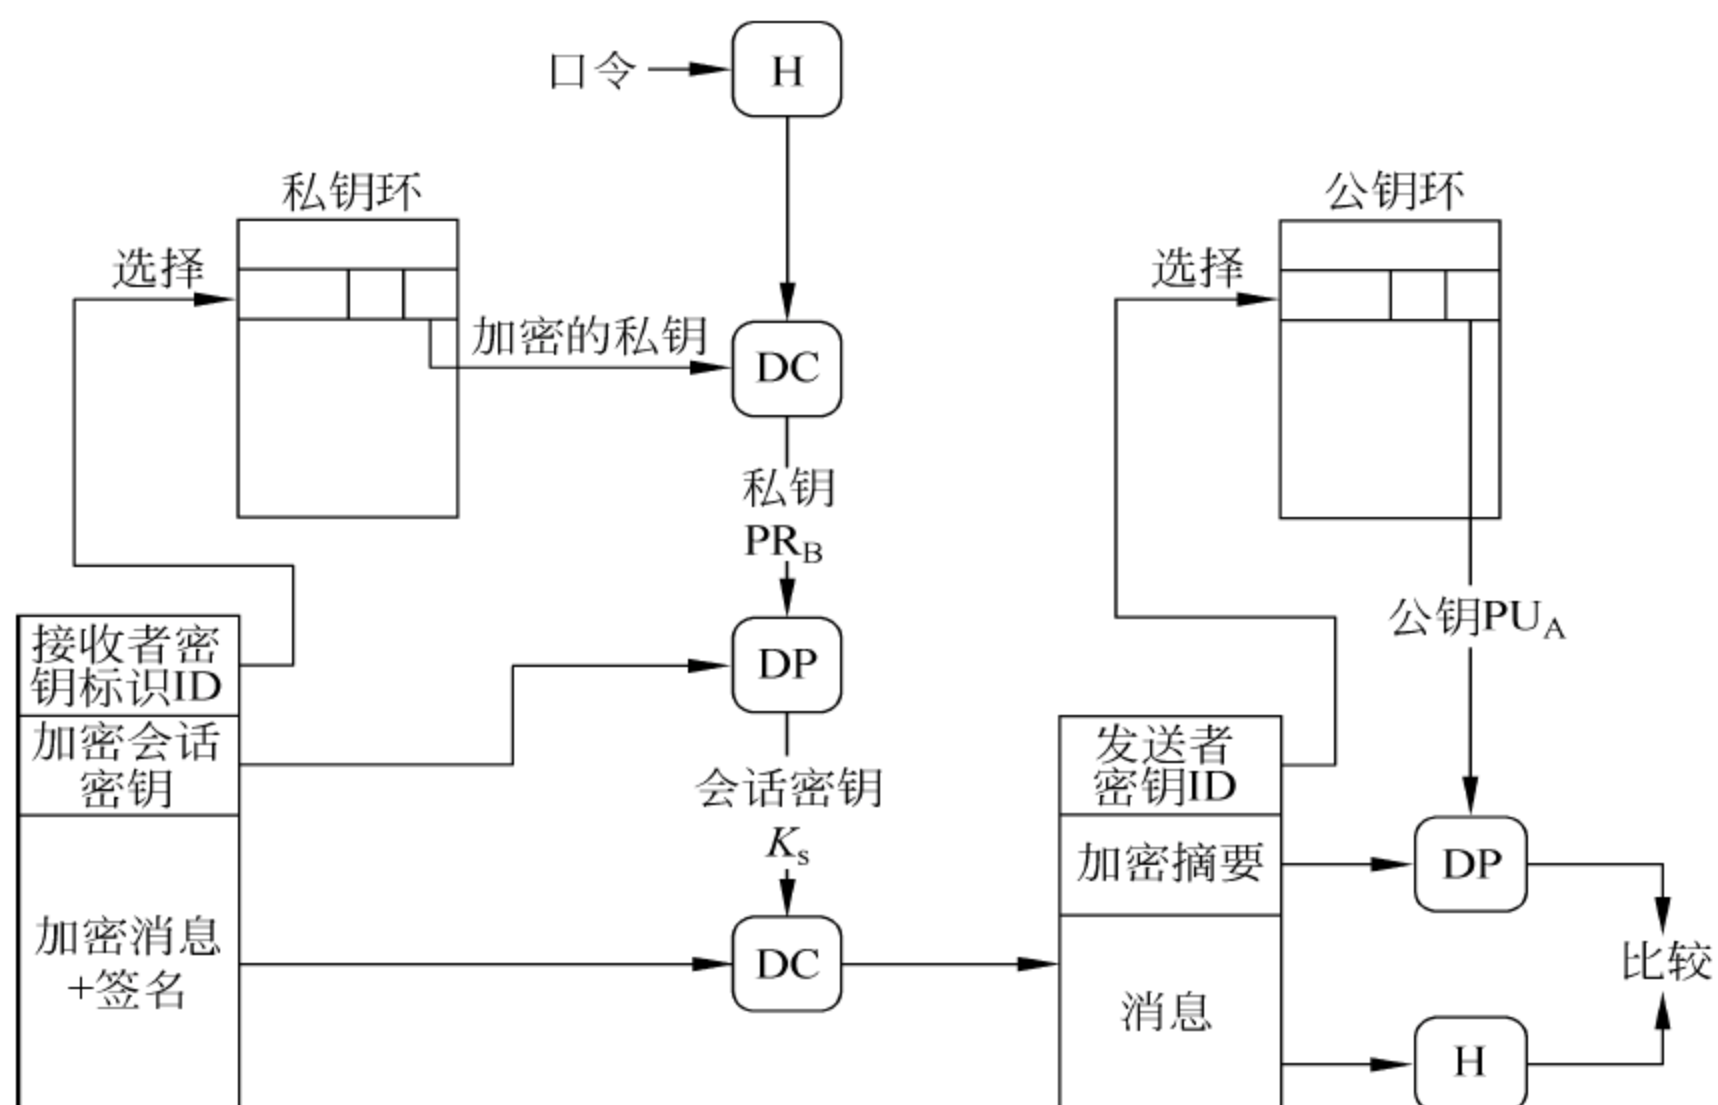 口令
H
私钥环
公钥环
选择
选择
加密的私钥
DC
私钥
PRB
公钥PUA
接收者密
钥标识ID
DP
加密会话
密钥
发送者
密钥ID
会话密钥
Ks
加密摘要
DP
加密消息
+签名
DC
比较
消息
H